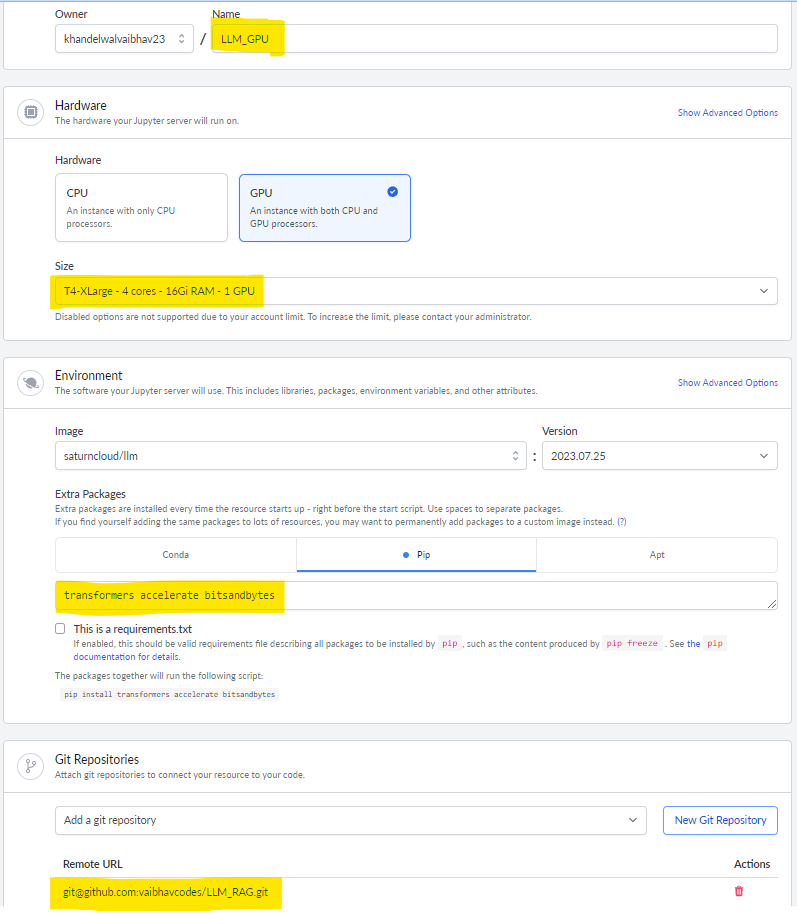 Owner Name
khandelwalvaibhav23 / LLM_GPU
Hardware
The hardware your Jupyter server will run on.
Show Advanced Options
Hardware
CPU
An instance with only CPU
processors.
GPU
An instance with both CPU and
GPU processors.
Size
T4-XLarge - 4 cores - 16Gi RAM - 1 GPU
Disabled options are not supported due to your account limit. To increase the limit, please contact your administrator.
Environment
The software your Jupyter server will use. This includes libraries, packages, environment variables, and other attributes.
Show Advanced Options
Image Version
saturncloud/llm : 2023.07.25
Extra Packages
Extra packages are installed every time the resource starts up - right before the start script. Use spaces to separate packages.
If you find yourself adding the same packages to lots of resources, you may want to permanently add packages to a custom image instead. (?)
Conda Pip Apt
transformers accelerate bitsandbytes
This is a requirements.txt
If enabled, this should be valid requirements file describing all packages to be installed by pip , such as the content produced by pip freeze . See the pip
documentation for details.
The packages together will run the following script:
pip install transformers accelerate bitsandbytes
Git Repositories
Attach git repositories to connect your resource to your code.
Add a git repository New Git Repository
Remote URL Actions
git@github.com:vaibhavcodes/LLM_RAG.git